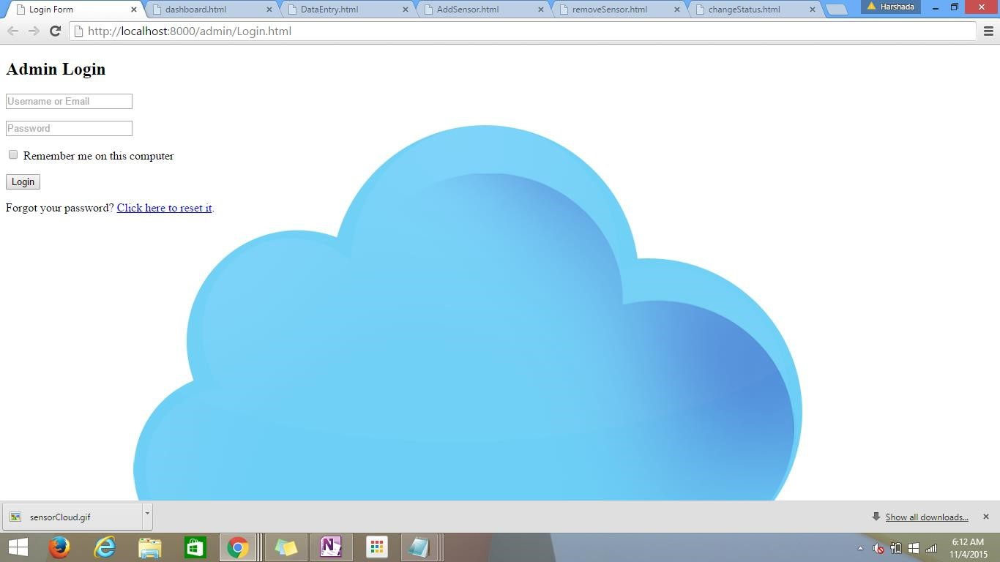 Login Form
dashboard.html
DataEntry.html
AddSensor.html
removeSensor.html
changeStatus.html
Harshada
http://localhost:8000/admin/Login.html
Admin Login
Username or Email
Password
Remember me on this computer
Login
Forgot your password? Click here to reset it.
sensorCloud.gif
Show all downloads...
6:12 AM
11/4/2015